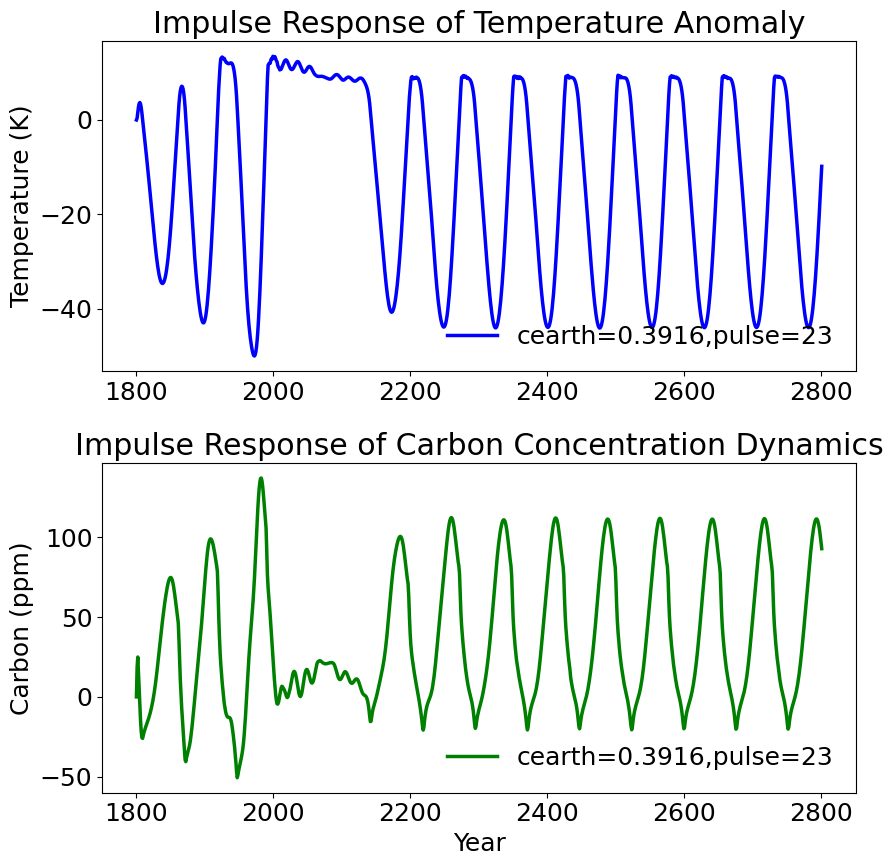 Impulse Response of Temperature Anomaly
Temperature (K)
0
−20
−40
cearth=0.3916,pulse=23
1800 2000 2200 2400 2600 2800
Impulse Response of Carbon Concentration Dynamics
Carbon (ppm)
100
50
0
−50
cearth=0.3916,pulse=23
1800 2000 2200 2400 2600 2800
Year